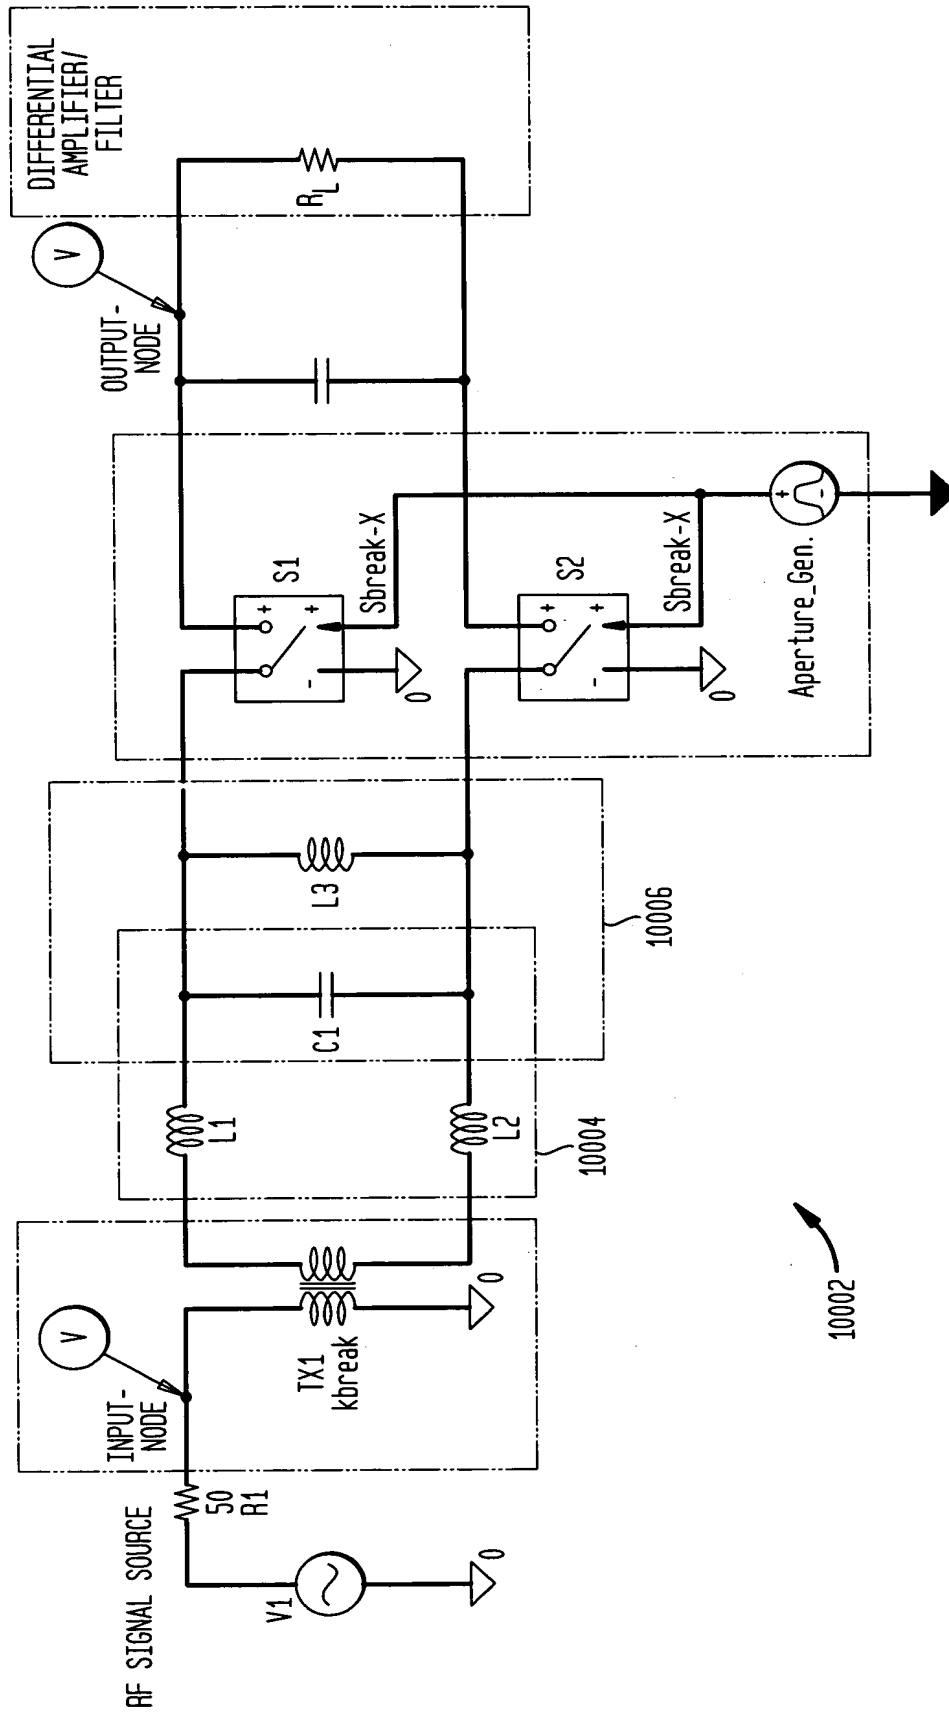 RF SIGNAL SOURCE
V1
0
50
R1
INPUT-
NODE
V
TX1
kbreak
0
L1
L2
10004
C1
L3
10006
S1
+
+
-
0
Sbreak-X
S2
+
+
-
0
Sbreak-X
Aperture_Gen.
+
-
OUTPUT-
NODE
V
RL
DIFFERENTIAL
AMPLIFIER/
FILTER
10002